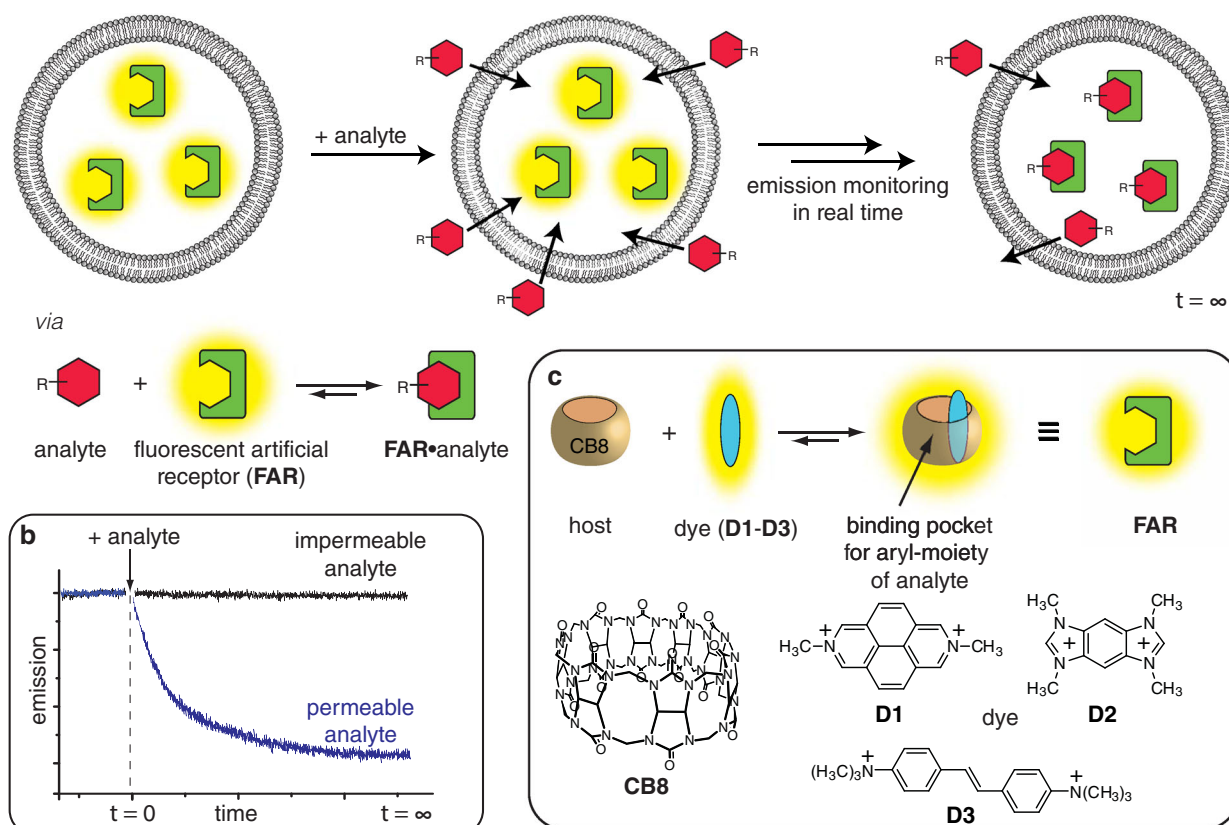 R
R
R
R
R
+ analyte
emission monitoring
in real time
R
R
R
R
R
t = ∞
via
R
+
R
analyte
fluorescent artificial
receptor (FAR)
FAR•analyte
b
+ analyte
impermeable
analyte
permeable
analyte
emission
t = 0
time
t = ∞
c
CB8
+
≡
host
dye (D1-D3)
binding pocket
for aryl-moiety
of analyte
FAR
O O O O O O O O O O
N N N N N N N N N N N N N N N N
CB8
H₃C-N
+
+
N-CH₃
D1
dye
H₃C
CH₃
N
N
+
+
N
N
H₃C
CH₃
D2
(H₃C)₃N
+
+
N(CH₃)₃
D3